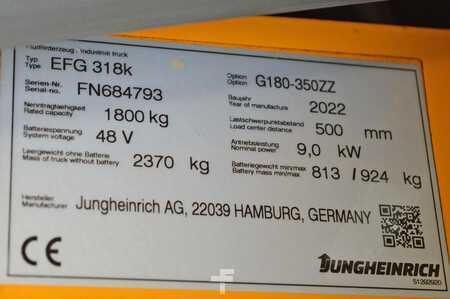 Flurförderzeug / Industrial truck
Typ
Type EFG 318k
Option
Option G180-350ZZ
Serien-Nr.
Serial-no. FN684793
Baujahr
Year of manufacture 2022
Nenntragfähigkeit
Rated capacity 1800 kg
Lastschwerpunktabstand
Load center distance 500 mm
Batteriespannung
System voltage 48 V
Antriebsleistung
Nominal power 9,0 kW
Leergewicht ohne Batterie
Mass of truck without battery 2370 kg
Batteriegewicht min/max
Battery mass min/max 813 / 924 kg
Hersteller
Manufacturer Jungheinrich AG, 22039 HAMBURG, GERMANY
CE
JUNGHEINRICH